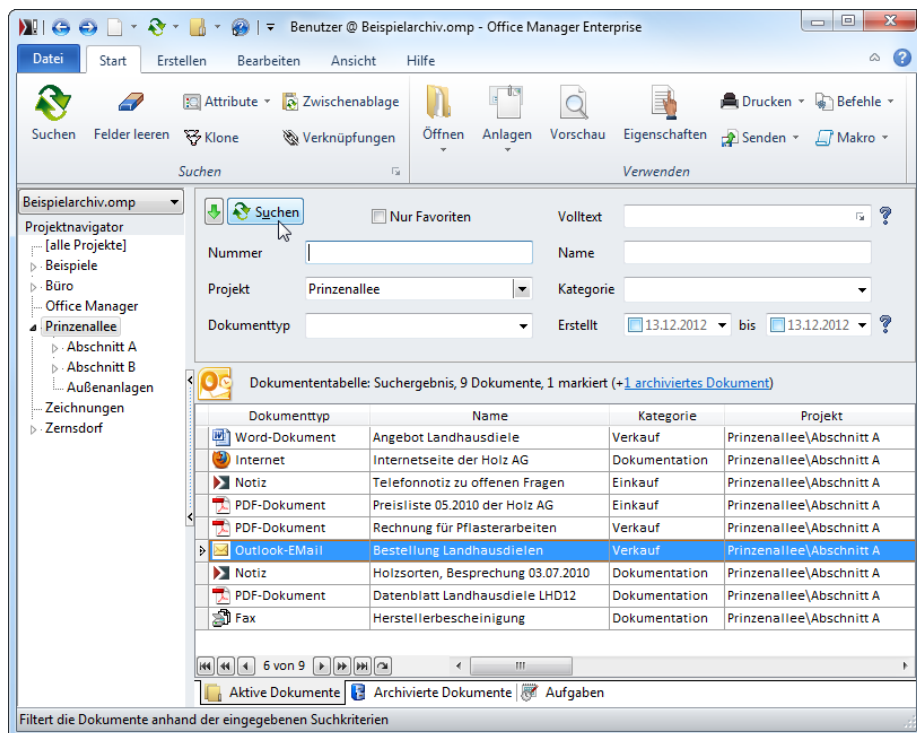 Benutzer @ Beispielarchiv.omp - Office Manager Enterprise
Datei Start Erstellen Bearbeiten Ansicht Hilfe
Suchen Felder leeren Attribute Zwischenablage Klone Verknüpfungen Öffnen Anlagen Vorschau Eigenschaften Drucken Befehle Senden Makro
Suchen Verwenden
Beispielarchiv.omp
Projektnavigator
[alle Projekte]
Beispiele
Büro
Office Manager
Prinzenallee
Abschnitt A
Abschnitt B
Außenanlagen
Zeichnungen
Zernsdorf
Suchen Nur Favoriten Volltext
Nummer Name
Projekt Prinzenallee Kategorie
Dokumenttyp Erstellt 13.12.2012 bis 13.12.2012
Dokumententabelle: Suchergebnis, 9 Dokumente, 1 markiert (+1 archiviertes Dokument)
Dokumenttyp Name Kategorie Projekt
Word-Dokument Angebot Landhausdiele Verkauf Prinzenallee\Abschnitt A
Internet Internetseite der Holz AG Dokumentation Prinzenallee\Abschnitt A
Notiz Telefonnotiz zu offenen Fragen Einkauf Prinzenallee\Abschnitt A
PDF-Dokument Preisliste 05.2010 der Holz AG Einkauf Prinzenallee\Abschnitt A
PDF-Dokument Rechnung für Pflasterarbeiten Verkauf Prinzenallee\Abschnitt A
Outlook-EMail Bestellung Landhausdielen Verkauf Prinzenallee\Abschnitt A
Notiz Holzsorten, Besprechung 03.07.2010 Dokumentation Prinzenallee\Abschnitt A
PDF-Dokument Datenblatt Landhausdiele LHD12 Dokumentation Prinzenallee\Abschnitt A
Fax Herstellerbescheinigung Dokumentation Prinzenallee\Abschnitt A
6 von 9
Aktive Dokumente Archivierte Dokumente Aufgaben
Filtert die Dokumente anhand der eingegebenen Suchkriterien